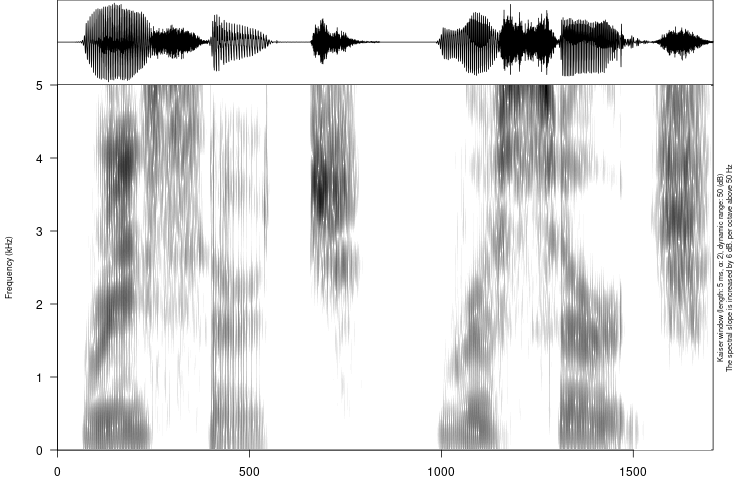 5
4
3
2
1
0
Frequency (kHz)
0 500 1000 1500
Kaiser window (length: 5 ms, α: 2), dynamic range: 50 (dB)
The spectral slope is increased by 6 dB per octave above 50 Hz